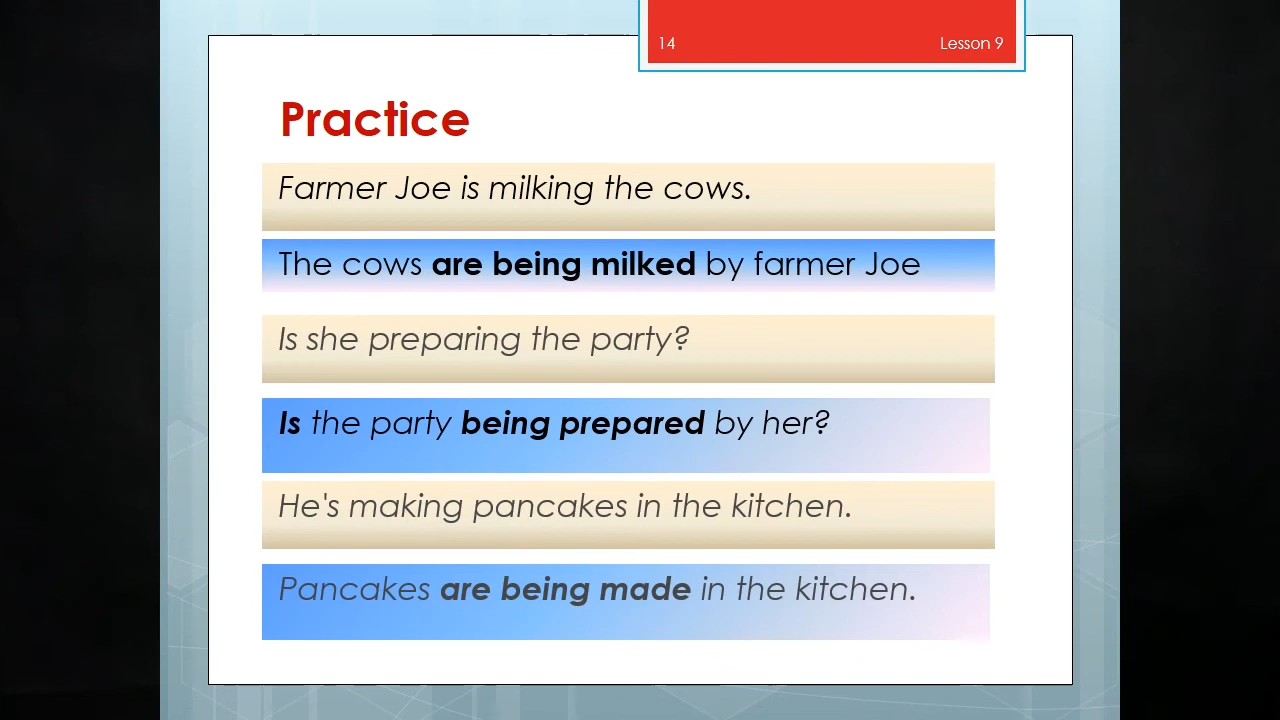 14 Lesson 9
Practice
Farmer Joe is milking the cows.
The cows are being milked by farmer Joe
Is she preparing the party?
Is the party being prepared by her?
He's making pancakes in the kitchen.
Pancakes are being made in the kitchen.